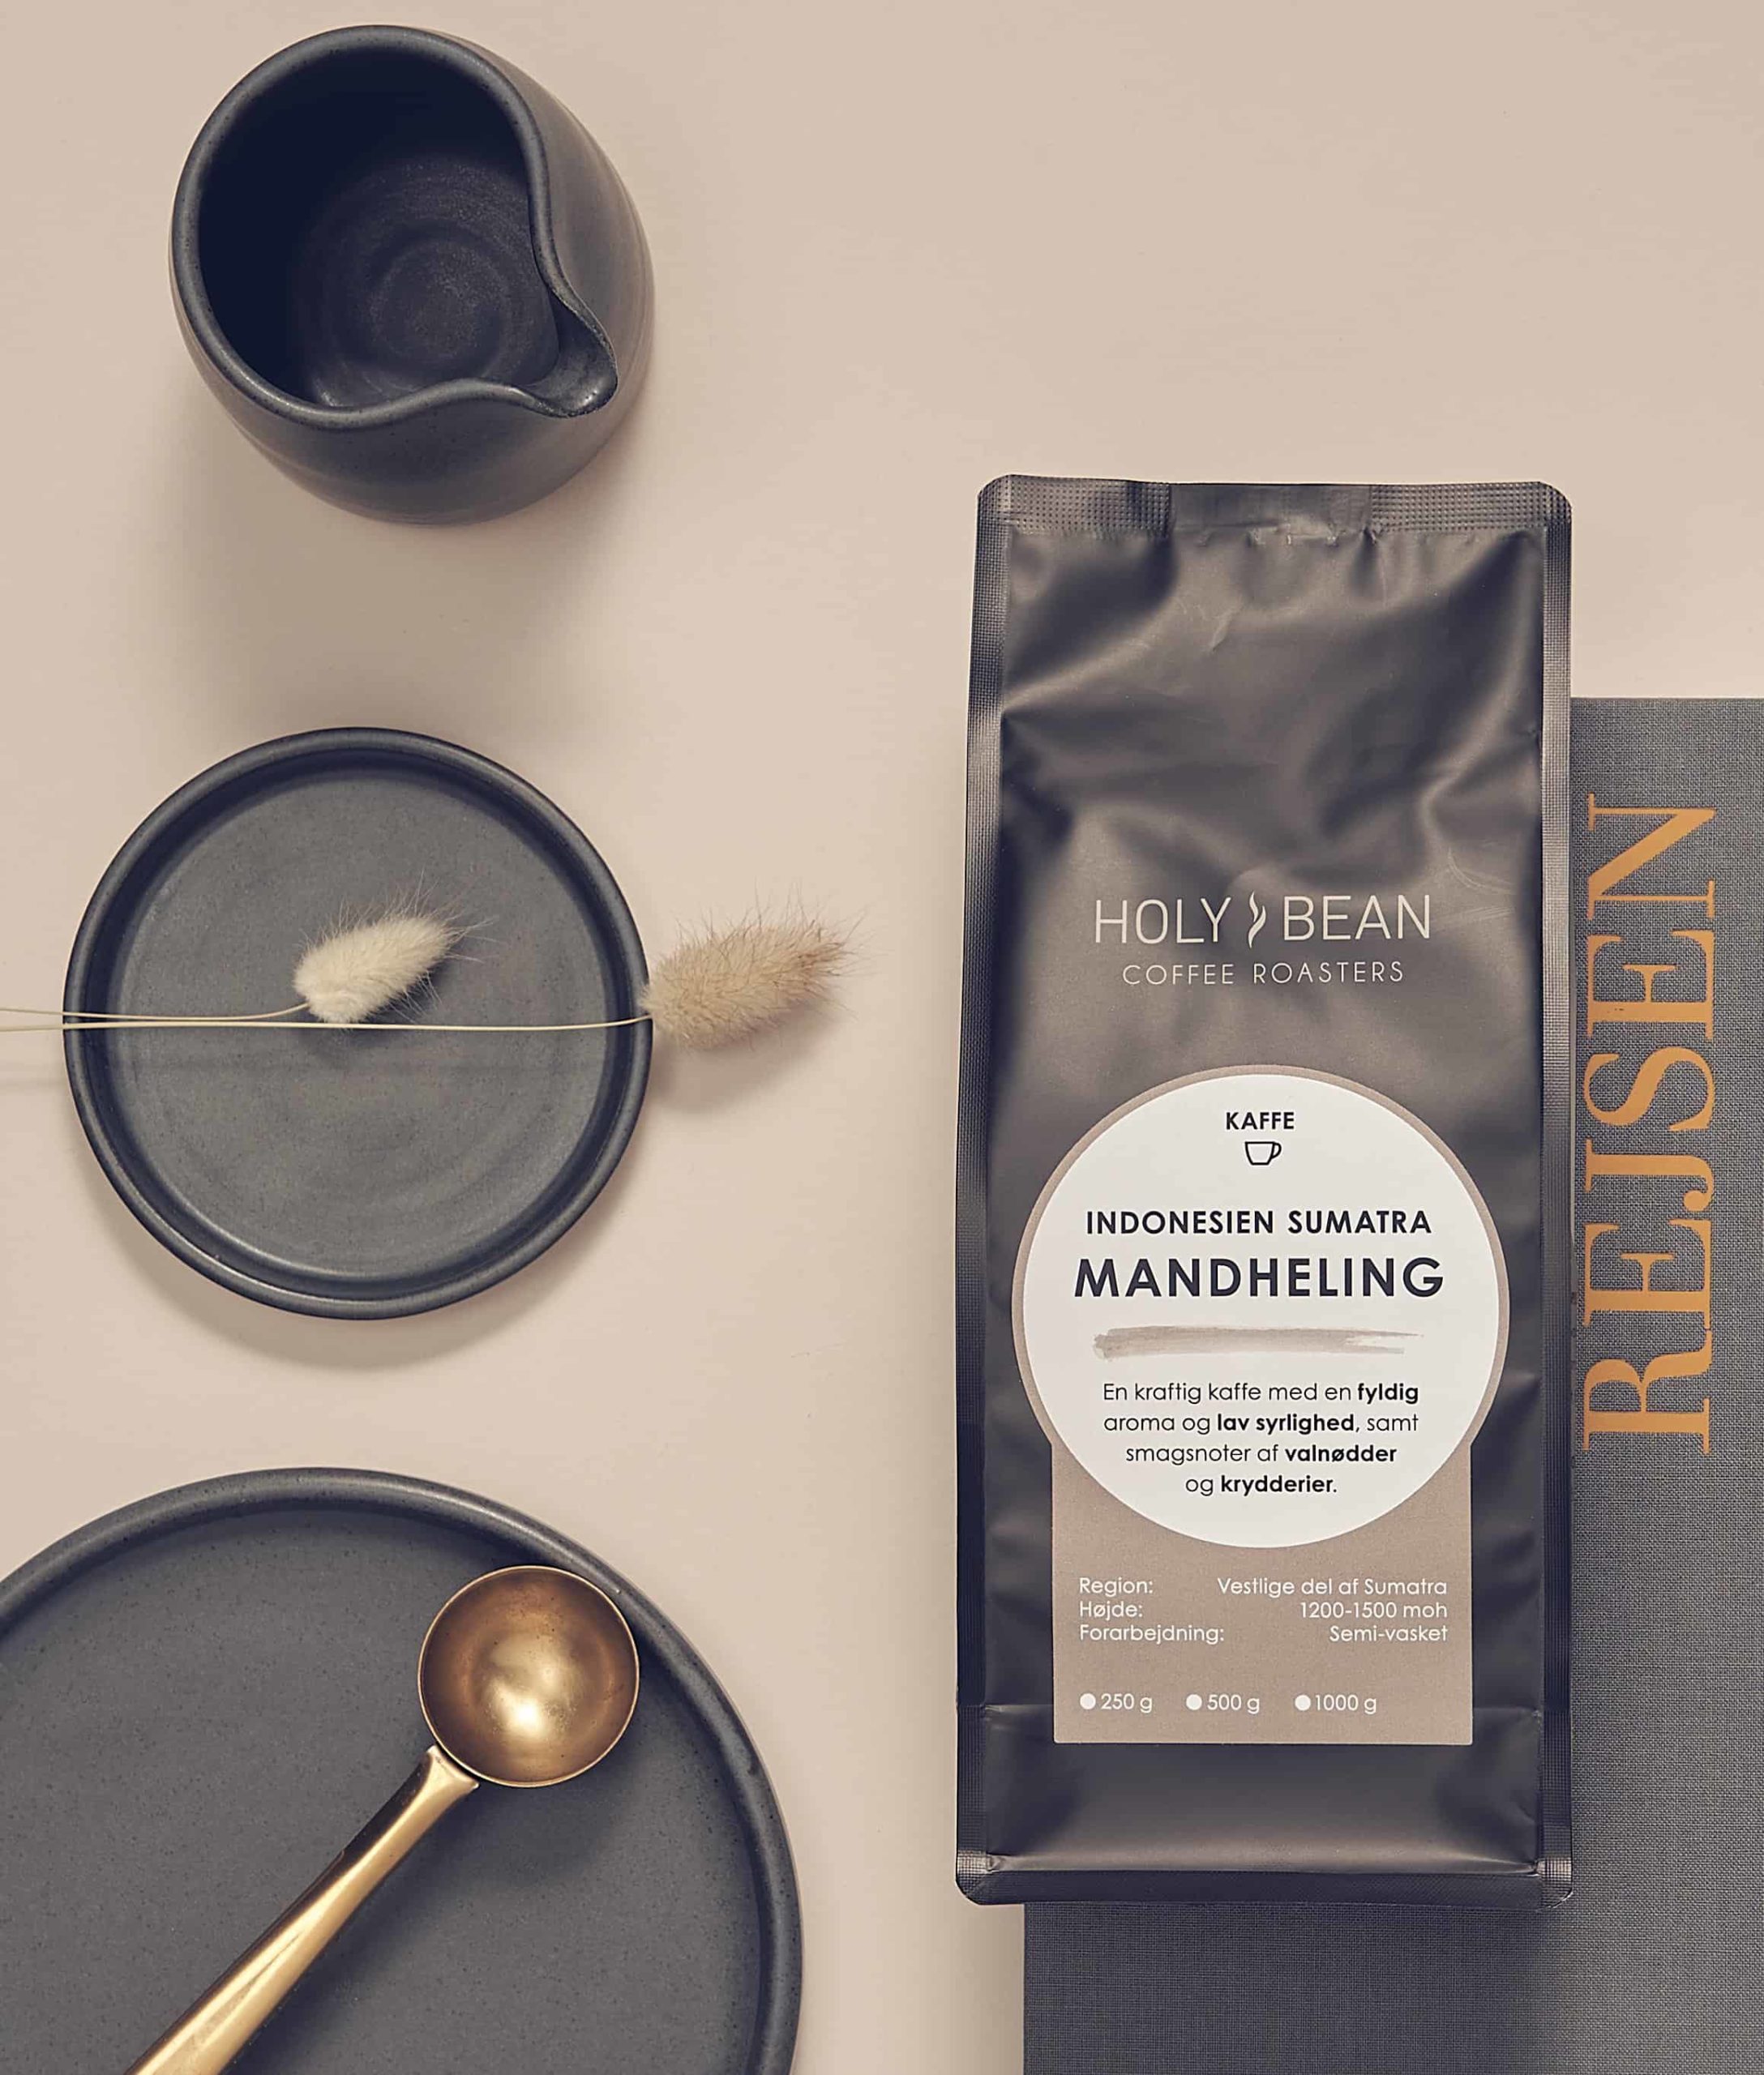 HOLY BEAN
COFFEE ROASTERS
KAFFE
INDONESIEN SUMATRA
MANDHELING
En kraftig kaffe med en fyldig
aroma og lav syrlighed, samt
smagsnoter af valnødder
og krydderier.
Region: Vestlige del af Sumatra
Højde: 1200-1500 moh
Forarbejdning: Semi-vasket
250 g 500 g 1000 g
REJSEN